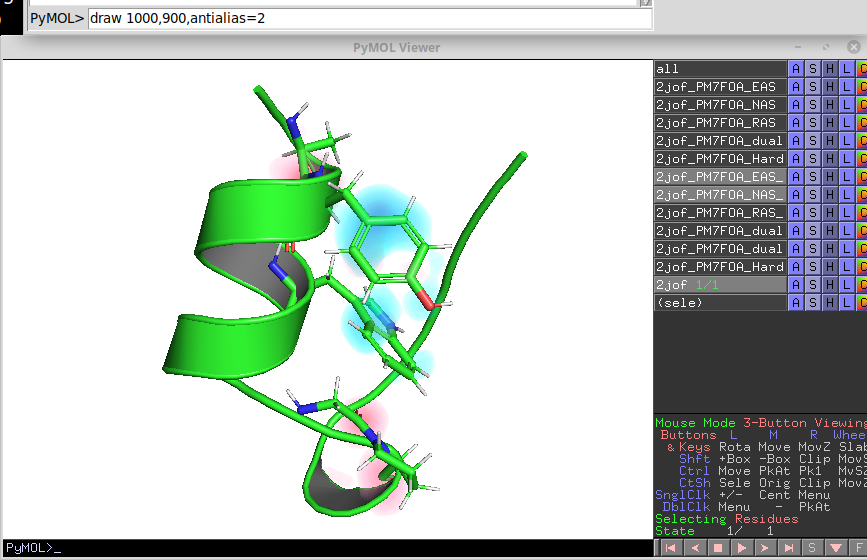 PyMOL> draw 1000,900,antialias=2
PyMOL Viewer
all A S H L C
2jof_PM7FOA_EAS A S H L C
2jof_PM7FOA_NAS A S H L C
2jof_PM7FOA_RAS A S H L C
2jof_PM7FOA_dual A S H L C
2jof_PM7FOA_Hard A S H L C
2jof_PM7FOA_EAS_ A S H L C
2jof_PM7FOA_NAS_ A S H L C
2jof_PM7FOA_RAS_ A S H L C
2jof_PM7FOA_dual A S H L C
2jof_PM7FOA_dual A S H L C
2jof_PM7FOA_Hard A S H L C
2jof 1/1 A S H L C
(sele) A S H L C
Mouse Mode 3-Button Viewing
Buttons L M R Whee
& Keys Rota Move MovZ Slab
Shft +Box -Box Clip MovS
Ctrl Move PkAt Pk1 MvSZ
CtSh Sele Orig Clip MovZ
SnglClk +/- Cent Menu
DblClk Menu - PkAt
Selecting Residues
State 1/ 1
PyMOL>_ S F